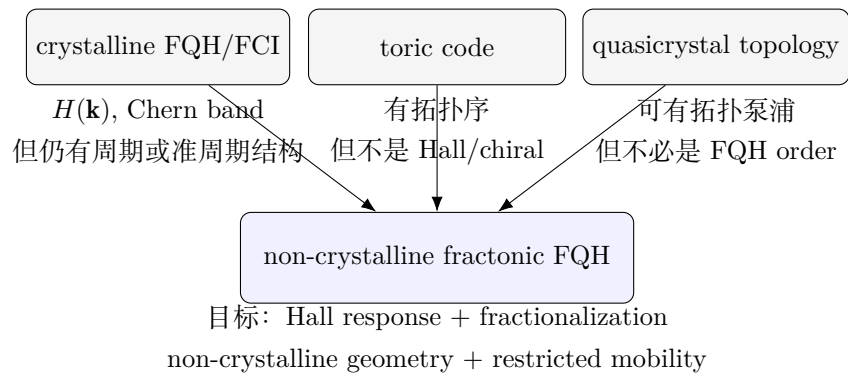 crystalline FQH/FCI
H(k), Chern band
但仍有周期或准周期结构
toric code
有拓扑序
但不是 Hall/chiral
quasicrystal topology
可有拓扑泵浦
但不必是 FQH order
non-crystalline fractonic FQH
目标：Hall response + fractionalization
non-crystalline geometry + restricted mobility